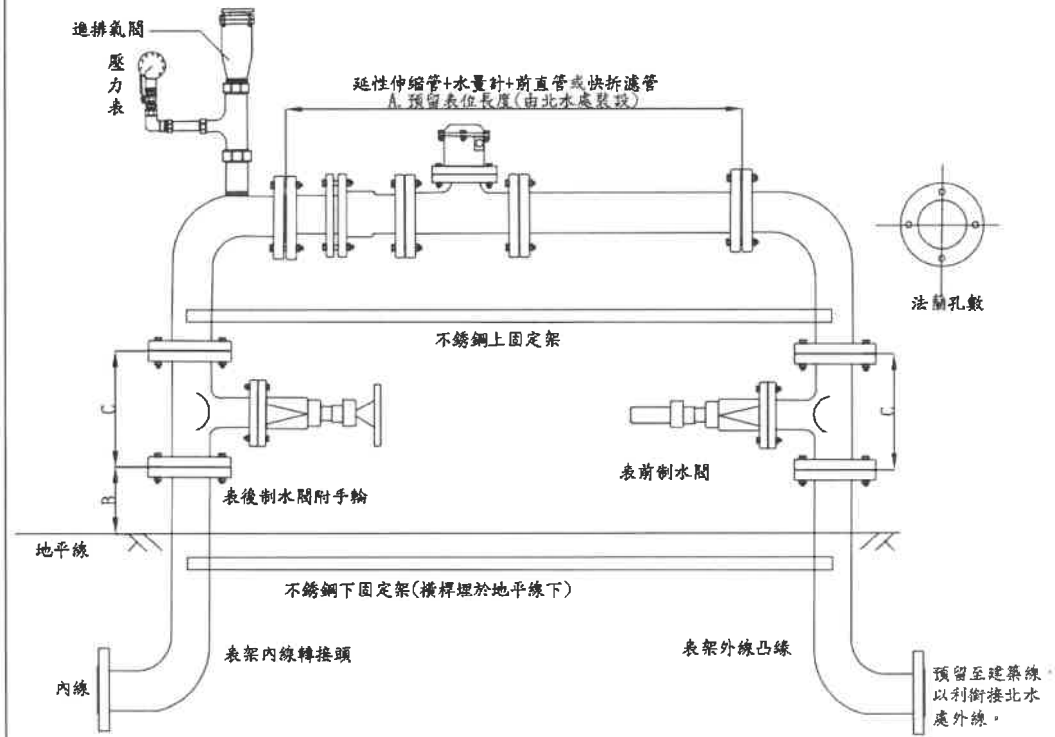 進排氣閥
壓力表
延性伸縮管+水量計+前直管或快拆濾管
A. 預留表位長度(由北水處裝設)
法蘭孔數
不銹鋼上固定架
C
C
表前制水閥
表後制水閥附手輪
B
地平線
不銹鋼下固定架(橫桿埋於地平線下)
表架內線轉接頭
表架外線凸緣
內線
預留至建築線,
以利銜接北水
處外線。